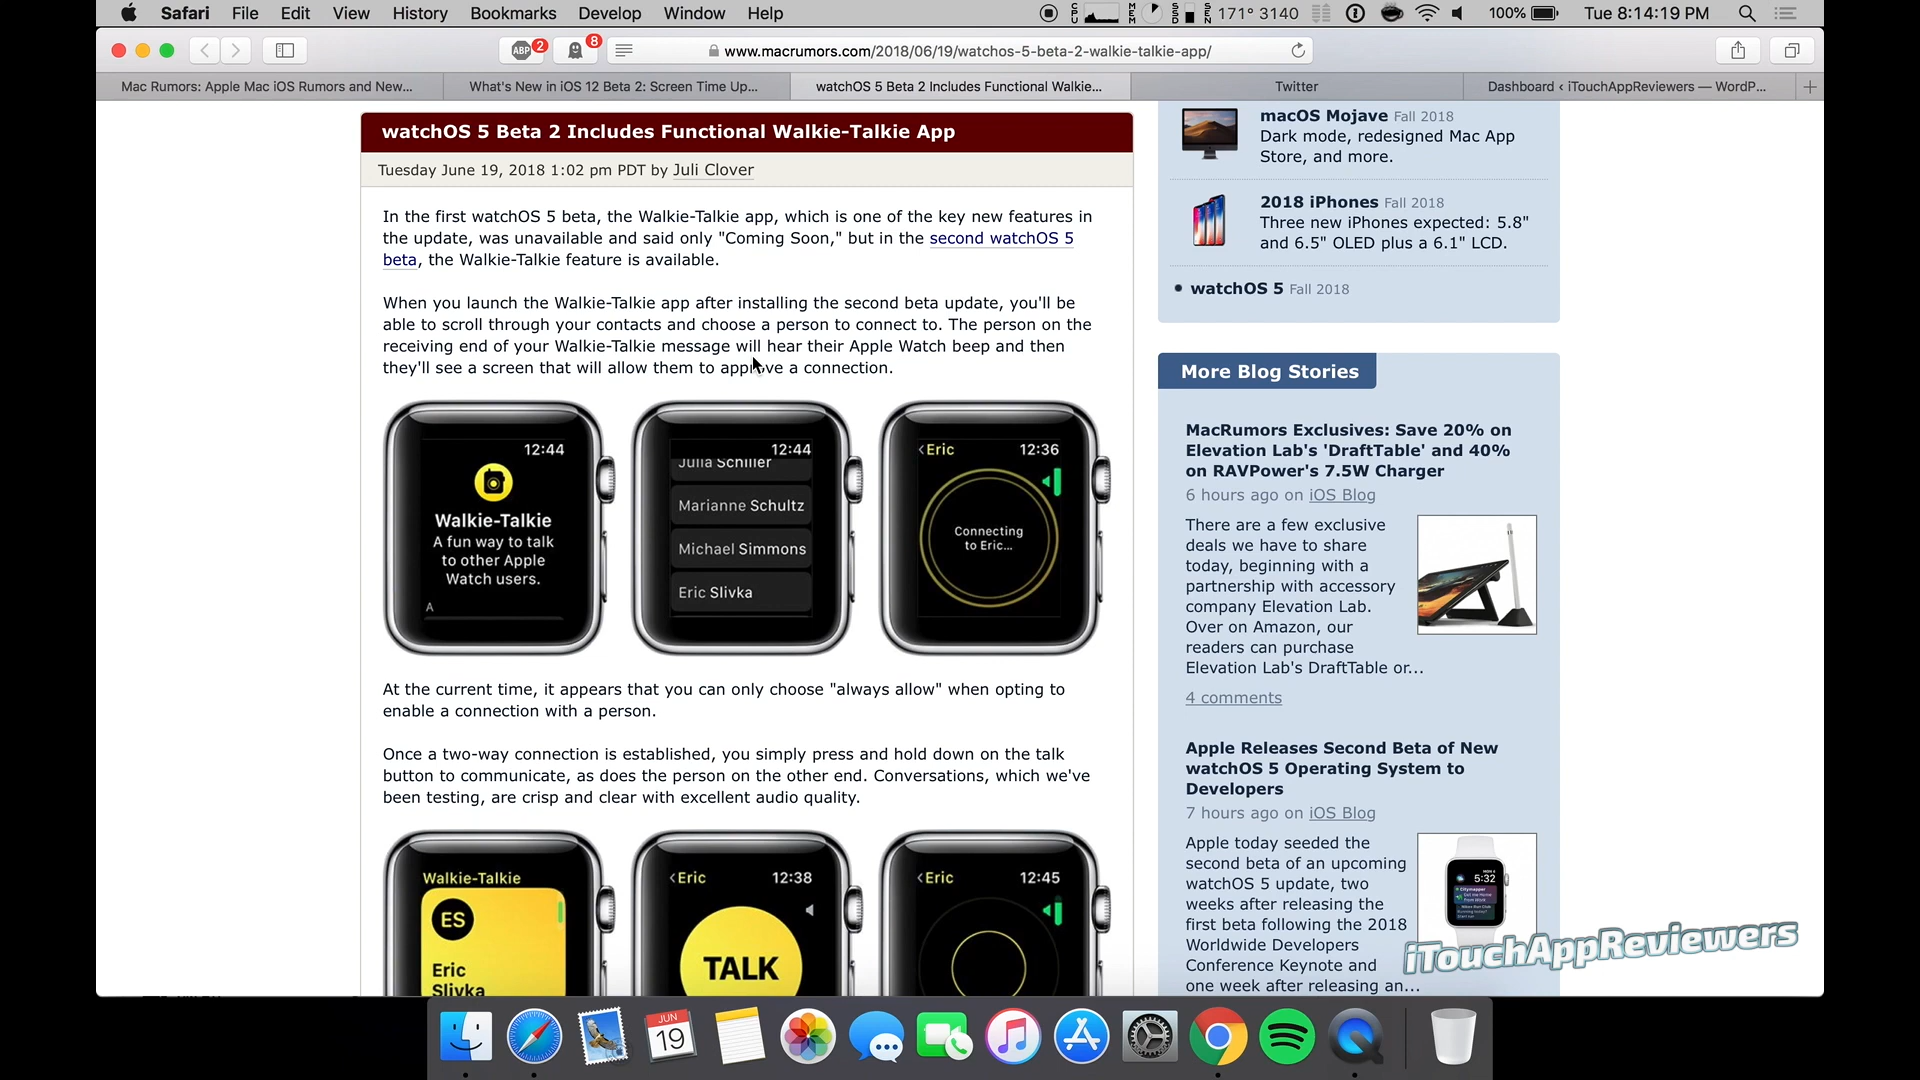 Safari File Edit View History Bookmarks Develop Window Help
CPU MEM SSD SEN 171° 3140 100% Tue 8:14:19 PM
ABP 2 8 www.macrumors.com/2018/06/19/watchos-5-beta-2-walkie-talkie-app/
Mac Rumors: Apple Mac iOS Rumors and New... What's New in iOS 12 Beta 2: Screen Time Up... watchOS 5 Beta 2 Includes Functional Walkie... Twitter Dashboard ‹ iTouchAppReviewers — WordP...
watchOS 5 Beta 2 Includes Functional Walkie-Talkie App
Tuesday June 19, 2018 1:02 pm PDT by Juli Clover
In the first watchOS 5 beta, the Walkie-Talkie app, which is one of the key new features in
the update, was unavailable and said only "Coming Soon," but in the second watchOS 5
beta, the Walkie-Talkie feature is available.
When you launch the Walkie-Talkie app after installing the second beta update, you'll be
able to scroll through your contacts and choose a person to connect to. The person on the
receiving end of your Walkie-Talkie message will hear their Apple Watch beep and then
they'll see a screen that will allow them to approve a connection.
12:44
Walkie-Talkie
A fun way to talk
to other Apple
Watch users.
A
12:44
Julia Schiller
Marianne Schultz
Michael Simmons
Eric Slivka
<Eric 12:36
Connecting
to Eric...
At the current time, it appears that you can only choose "always allow" when opting to
enable a connection with a person.
Once a two-way connection is established, you simply press and hold down on the talk
button to communicate, as does the person on the other end. Conversations, which we've
been testing, are crisp and clear with excellent audio quality.
Walkie-Talkie
ES
Eric
Slivka
<Eric 12:38
TALK
<Eric 12:45
macOS Mojave Fall 2018
Dark mode, redesigned Mac App
Store, and more.
2018 iPhones Fall 2018
Three new iPhones expected: 5.8"
and 6.5" OLED plus a 6.1" LCD.
• watchOS 5 Fall 2018
More Blog Stories
MacRumors Exclusives: Save 20% on
Elevation Lab's 'DraftTable' and 40%
on RAVPower's 7.5W Charger
6 hours ago on iOS Blog
There are a few exclusive
deals we have to share
today, beginning with a
partnership with accessory
company Elevation Lab.
Over on Amazon, our
readers can purchase
Elevation Lab's DraftTable or...
4 comments
Apple Releases Second Beta of New
watchOS 5 Operating System to
Developers
7 hours ago on iOS Blog
Apple today seeded the
second beta of an upcoming
watchOS 5 update, two
weeks after releasing the
first beta following the 2018
Worldwide Developers
Conference Keynote and
one week after releasing an...
5:32
Citymapper
iTouchAppReviewers
JUN
19